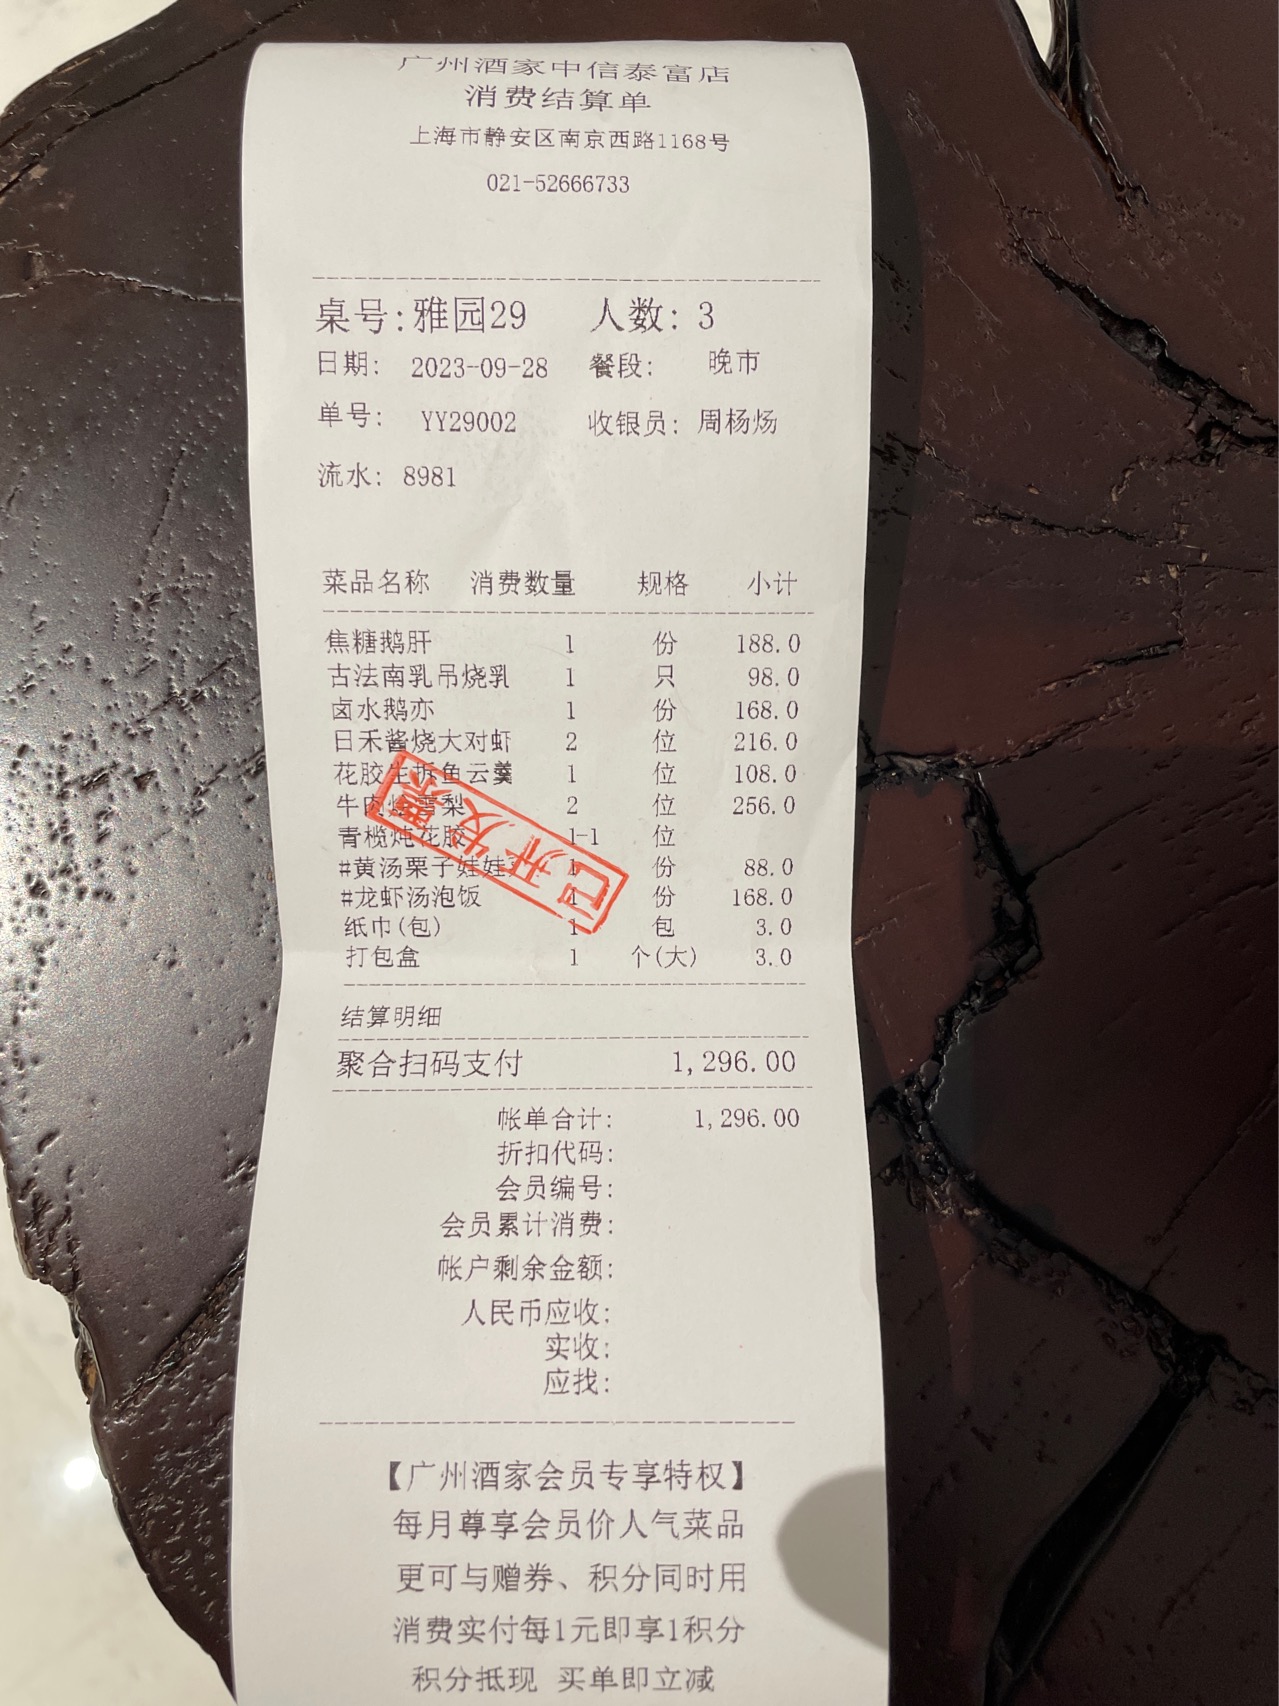 广州酒家中信泰富店
消费结算单
上海市静安区南京西路1168号
021-52666733
桌号:雅园29 人数: 3
日期: 2023-09-28 餐段: 晚市
单号: YY29002 收银员: 周杨炀
流水: 8981
菜品名称 消费数量 规格 小计
焦糖鹅肝 1 份 188.0
古法南乳吊烧乳 1 只 98.0
卤水鹅亦 1 份 168.0
日禾酱烧大对虾 2 位 216.0
花胶生拆鱼云羹 1 位 108.0
牛肉 雪梨 2 位 256.0
青榄炖花胶 1-1 位
#黄汤栗子娃娃 1 份 88.0
#龙虾汤泡饭 1 份 168.0
纸巾(包) 1 包 3.0
打包盒 1 个(大) 3.0
已开发票
结算明细
聚合扫码支付 1,296.00
帐单合计: 1,296.00
折扣代码:
会员编号:
会员累计消费:
帐户剩余金额:
人民币应收:
实收:
应找:
【广州酒家会员专享特权】
每月尊享会员价人气菜品
更可与赠券、积分同时用
消费实付每1元即享1积分
积分抵现 买单即立减